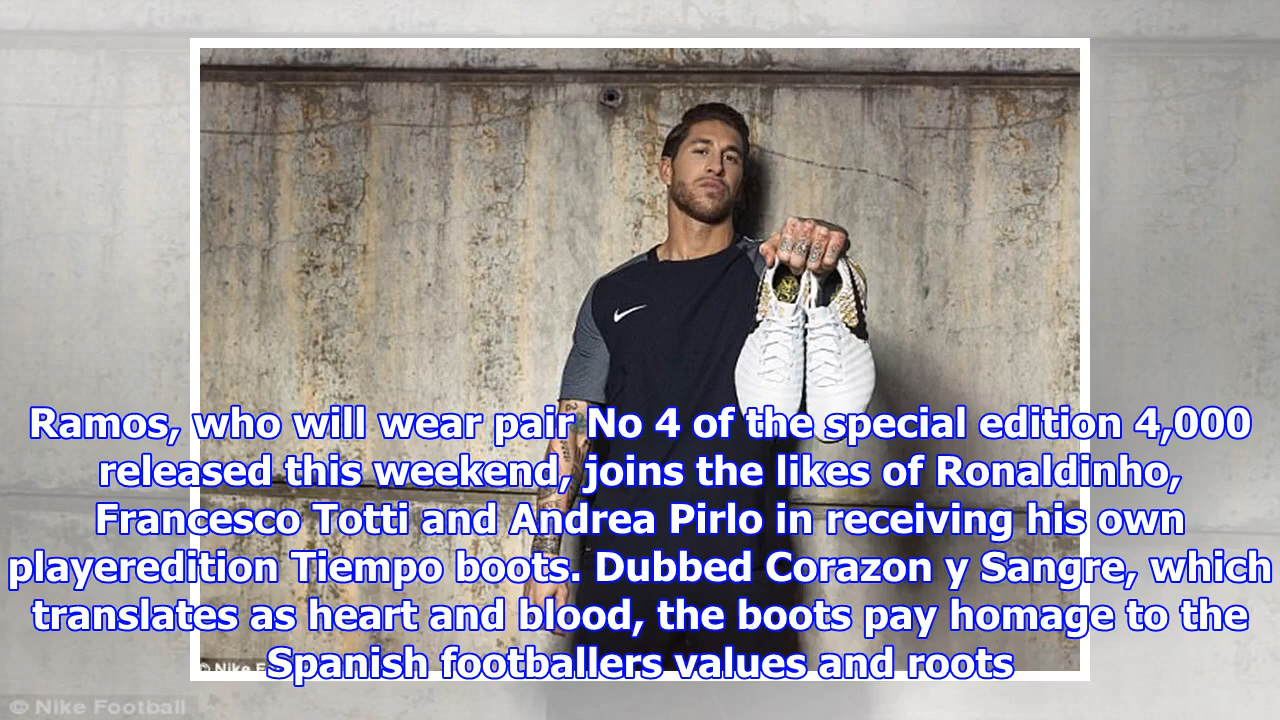 Ramos, who will wear pair No 4 of the special edition 4,000
released this weekend, joins the likes of Ronaldinho,
Francesco Totti and Andrea Pirlo in receiving his own
playeredition Tiempo boots. Dubbed Corazon y Sangre, which
translates as heart and blood, the boots pay homage to the
Spanish footballers values and roots
© Nike F
© Nike Football